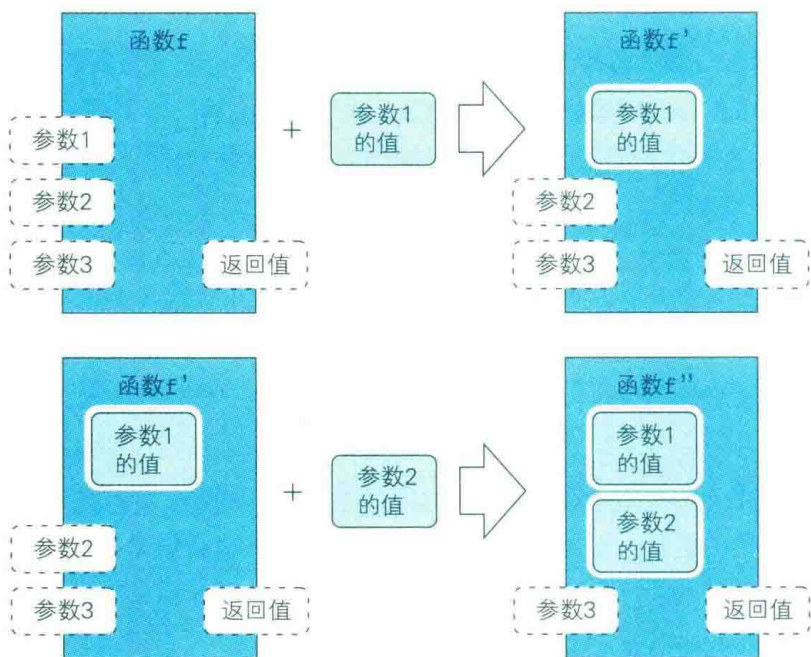 函数f
参数1
参数2
参数3
返回值
+
参数1
的值
函数f'
参数1
的值
参数2
参数3
返回值
函数f'
参数1
的值
参数2
参数3
返回值
+
参数2
的值
函数f''
参数1
的值
参数2
的值
参数3
返回值